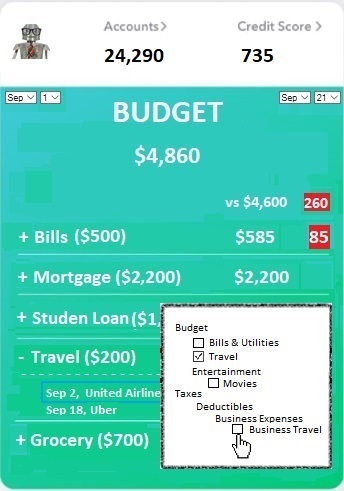 Accounts > Credit Score >
24,290 735
Sep 1 Sep 21
BUDGET
$4,860
vs $4,600 260
+ Bills ($500) $585 85
+ Mortgage ($2,200) $2,200
+ Studen Loan ($1,
- Travel ($200)
Sep 2, United Airline
Sep 18, Uber
+ Grocery ($700)
Budget
Bills & Utilities
Travel
Entertainment
Movies
Taxes
Deductibles
Business Expenses
Business Travel